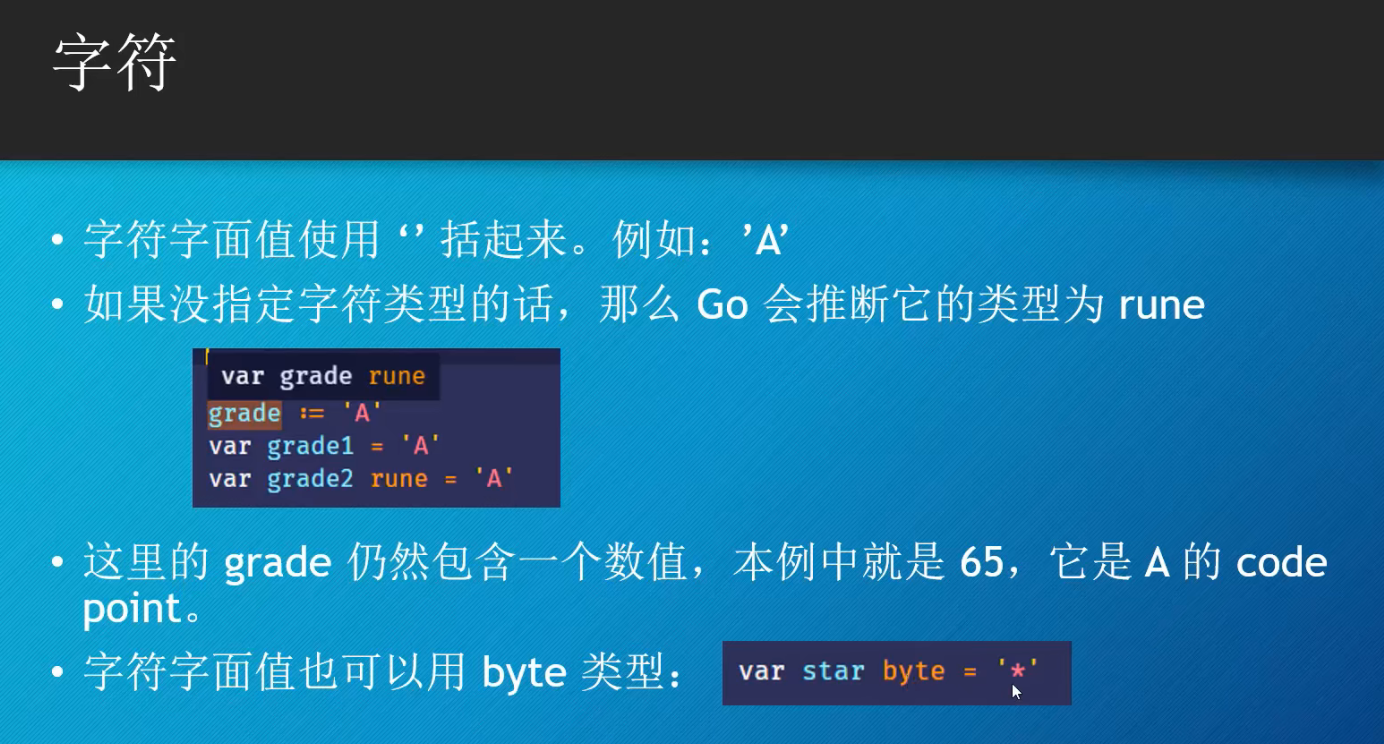 字符
• 字符字面值使用 ‘’ 括起来。例如：’A’
• 如果没指定字符类型的话，那么 Go 会推断它的类型为 rune
var grade rune
grade := 'A'
var grade1 = 'A'
var grade2 rune = 'A'
• 这里的 grade 仍然包含一个数值，本例中就是 65，它是 A 的 code
point。
• 字符字面值也可以用 byte 类型： var star byte = '*'